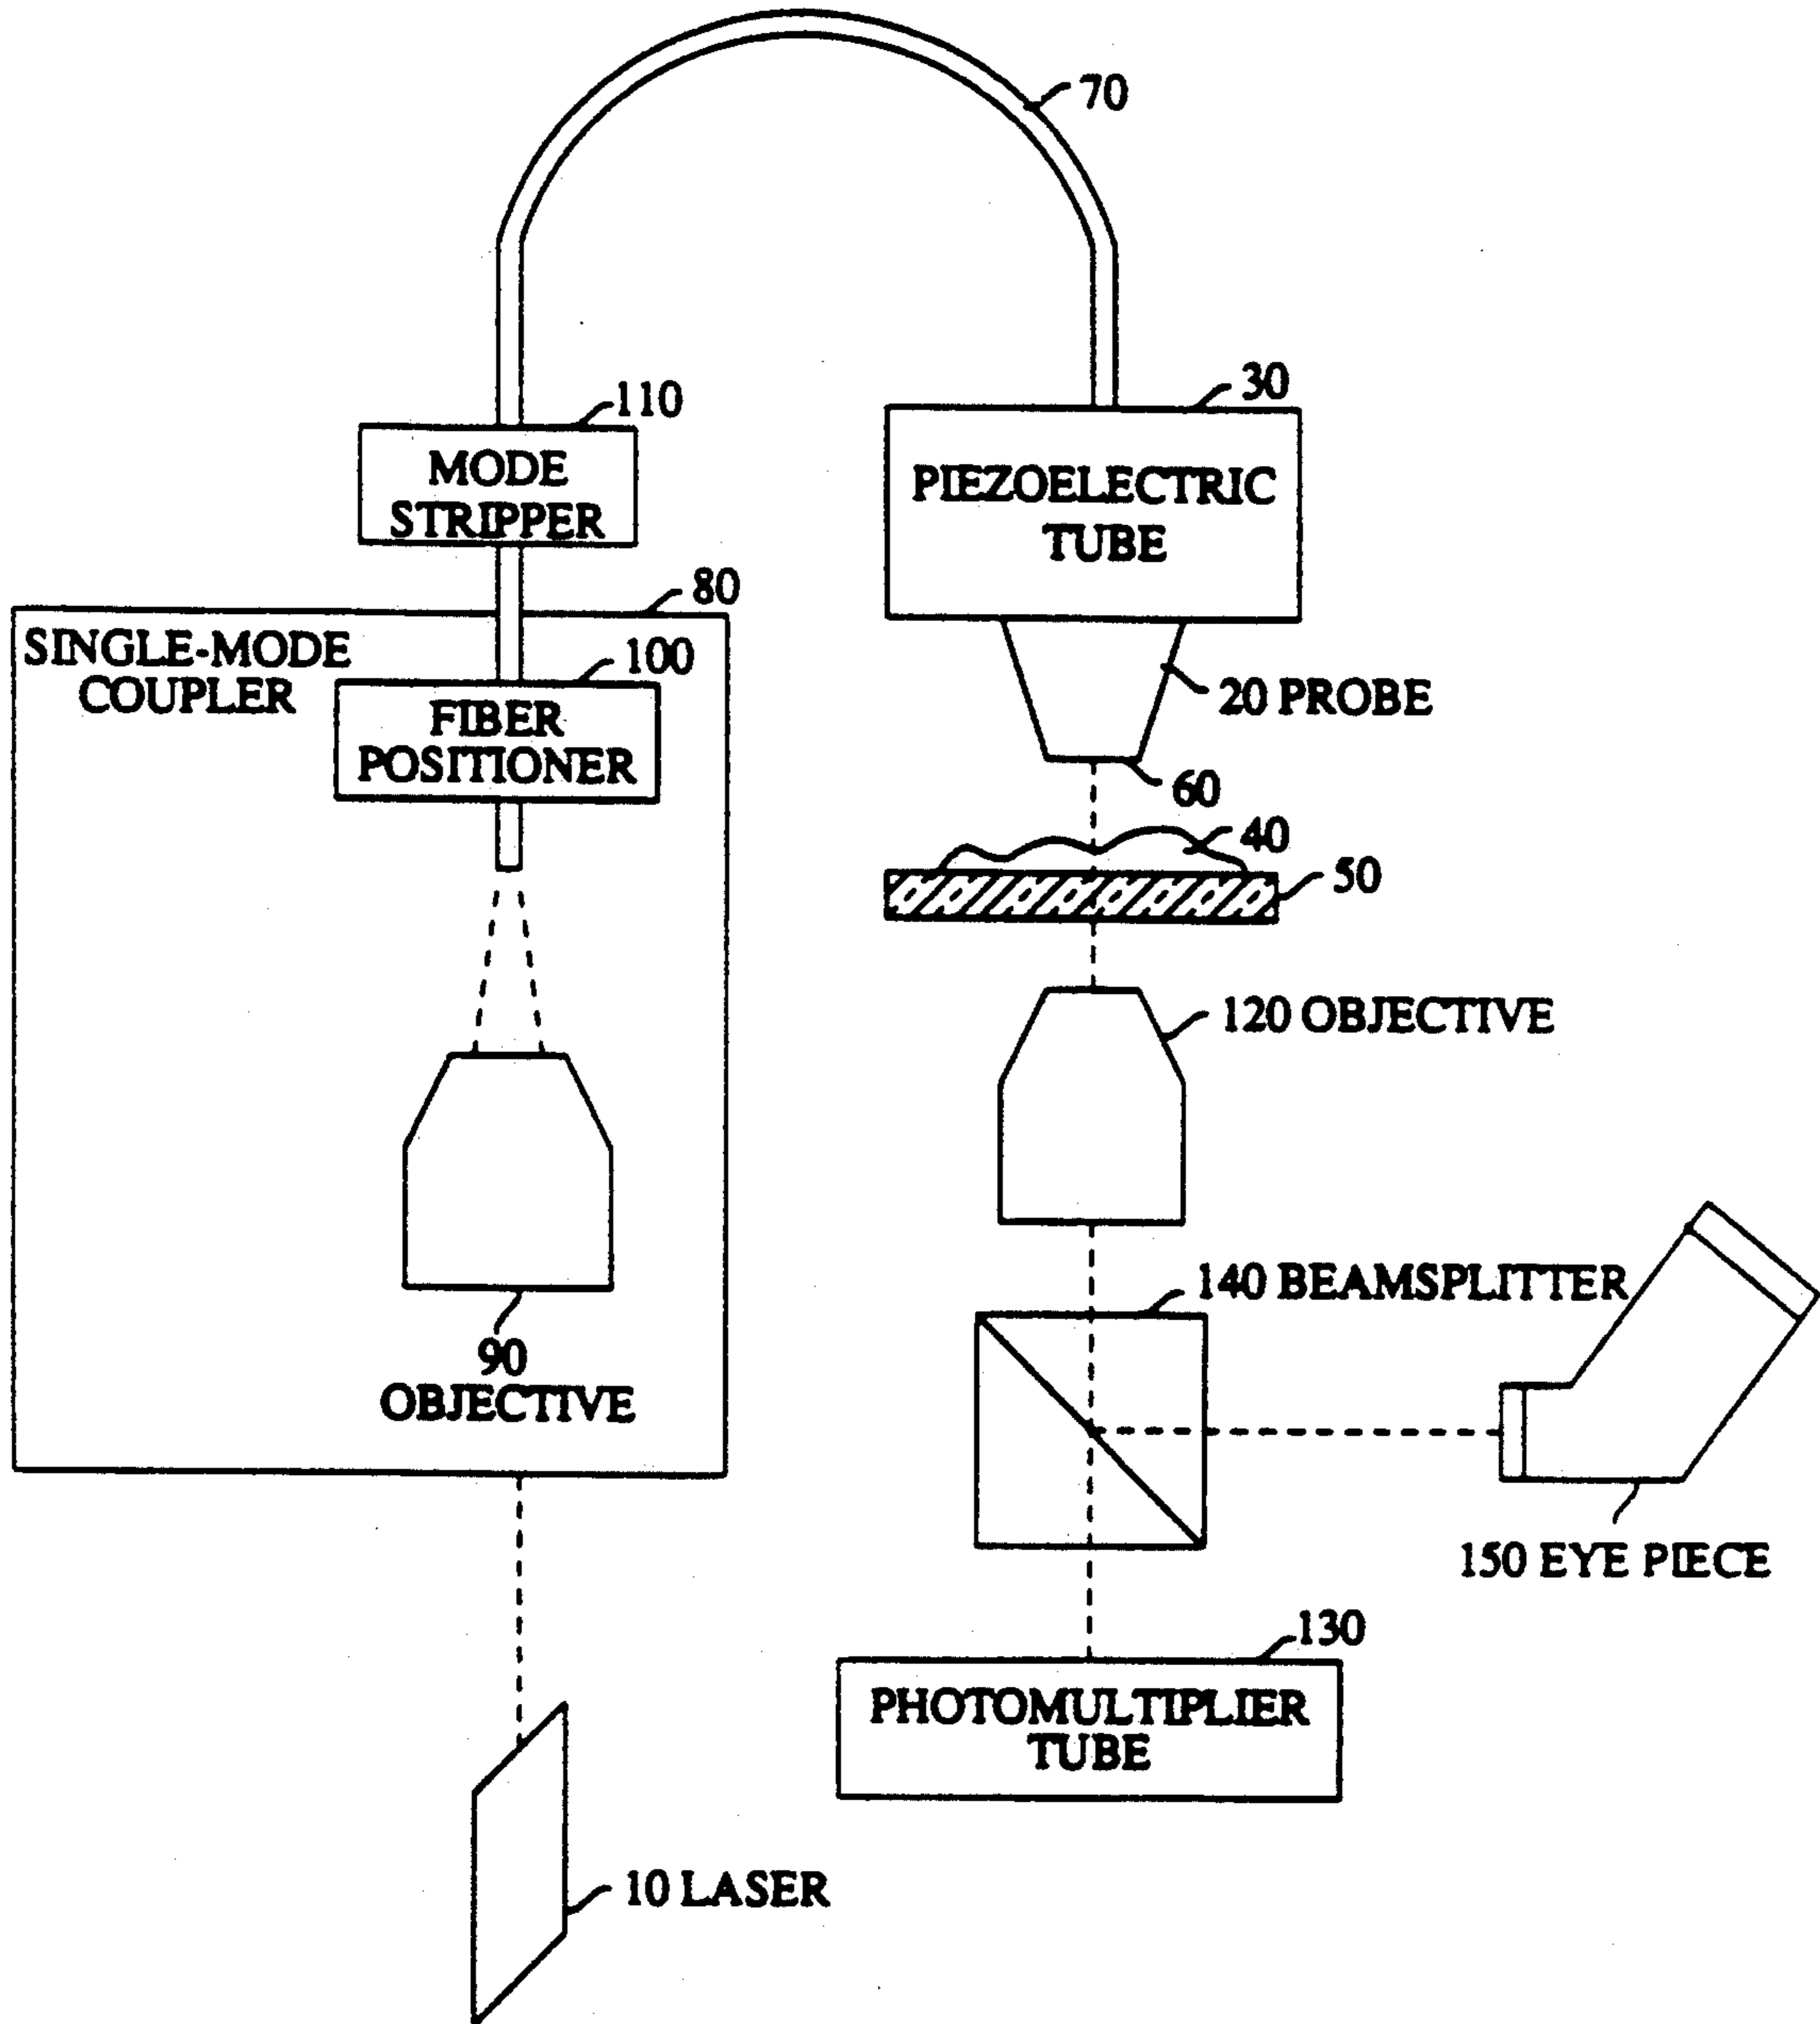 70
110
MODE
STRIPPER
30
PIEZOELECTRIC
TUBE
80
SINGLE-MODE
COUPLER
100
FIBER
POSITIONER
20 PROBE
60
40
50
120 OBJECTIVE
90
OBJECTIVE
140 BEAMSPLITTER
150 EYE PIECE
130
PHOTOMULTIPLIER
TUBE
10 LASER